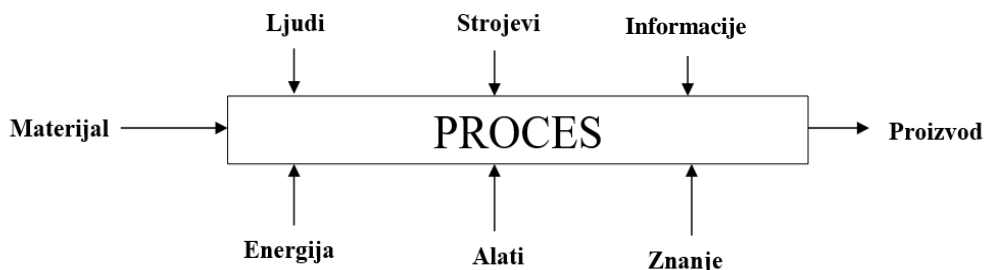 Ljudi
Strojevi
Informacije
Materijal
PROCES
Proizvod
Energija
Alati
Znanje